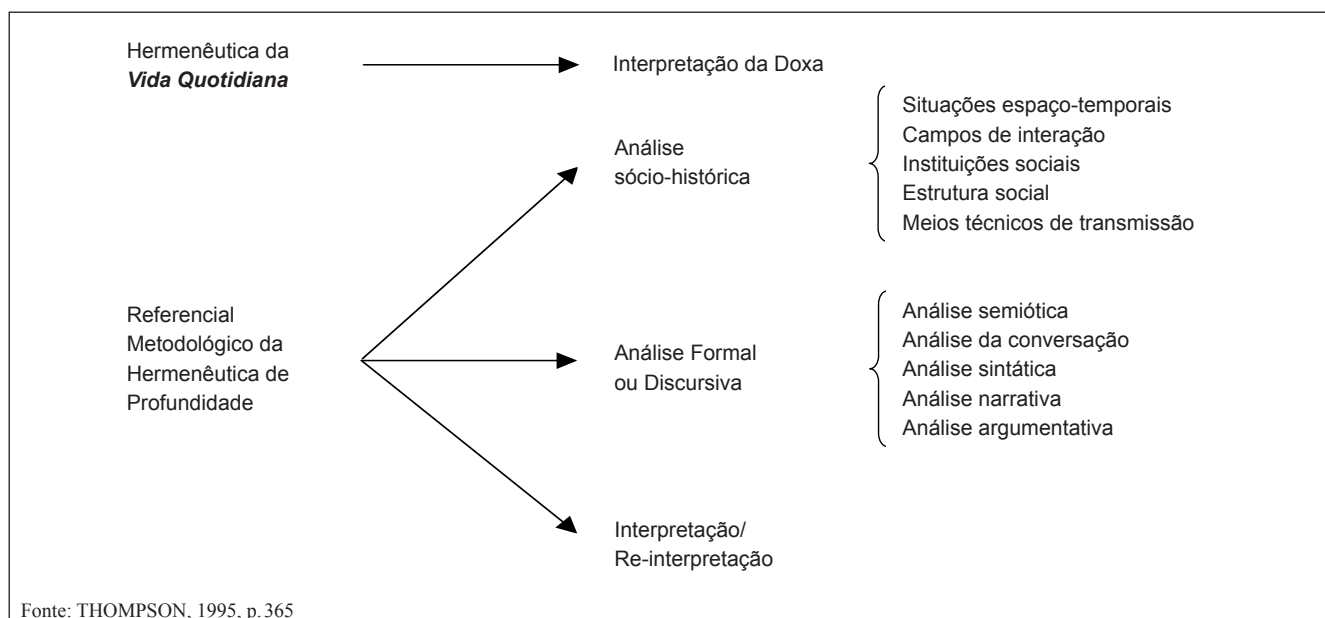 Hermenêutica da
Vida Quotidiana
Interpretação da Doxa
Análise
sócio-histórica
Situações espaço-temporais
Campos de interação
Instituições sociais
Estrutura social
Meios técnicos de transmissão
Referencial
Metodológico da
Hermenêutica de
Profundidade
Análise Formal
ou Discursiva
Análise semiótica
Análise da conversação
Análise sintática
Análise narrativa
Análise argumentativa
Interpretação/
Re-interpretação
Fonte: THOMPSON, 1995, p.365